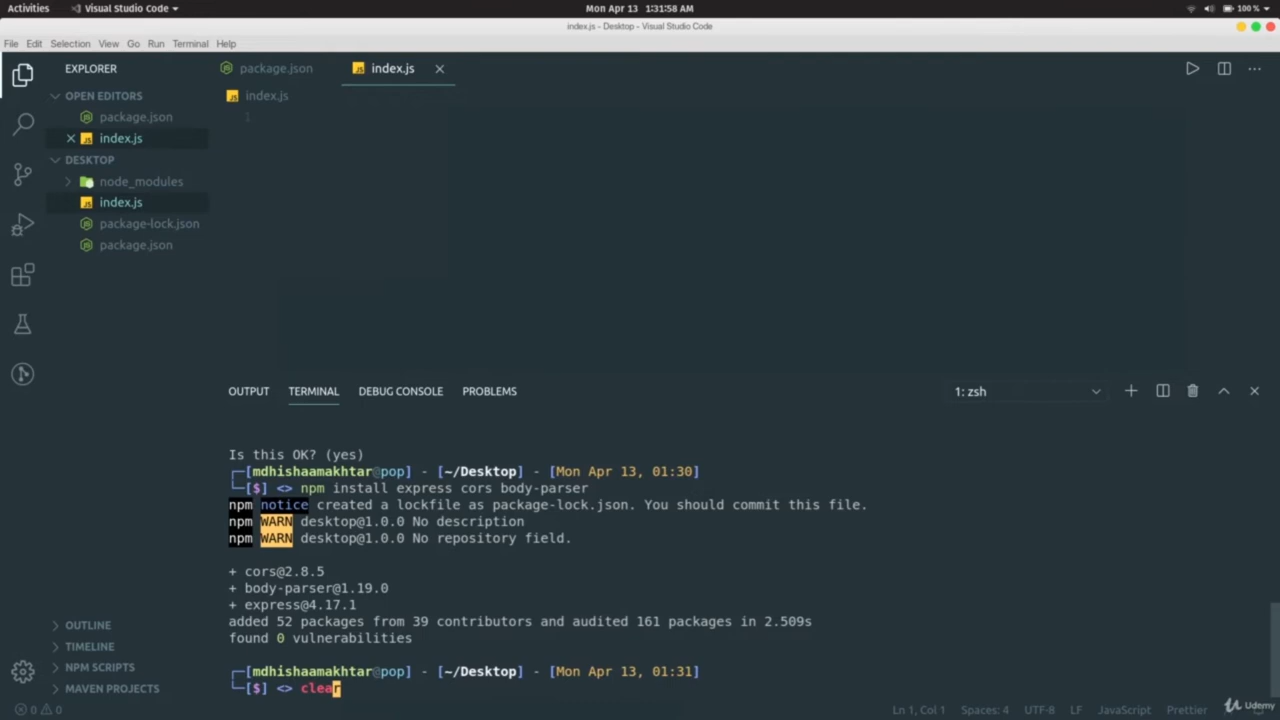 Activities Visual Studio Code Mon Apr 13 1:31:58 AM 100 %
index.js - Desktop - Visual Studio Code
File Edit Selection View Go Run Terminal Help
EXPLORER package.json index.js
OPEN EDITORS index.js
package.json 1
index.js
DESKTOP
node_modules
index.js
package-lock.json
package.json
OUTPUT TERMINAL DEBUG CONSOLE PROBLEMS 1: zsh
Is this OK? (yes)
┌─[mdhishaamakhtar@pop] - [~/Desktop] - [Mon Apr 13, 01:30]
└─[$] <> npm install express cors body-parser
npm notice created a lockfile as package-lock.json. You should commit this file.
npm WARN desktop@1.0.0 No description
npm WARN desktop@1.0.0 No repository field.
+ cors@2.8.5
+ body-parser@1.19.0
+ express@4.17.1
added 52 packages from 39 contributors and audited 161 packages in 2.509s
found 0 vulnerabilities
┌─[mdhishaamakhtar@pop] - [~/Desktop] - [Mon Apr 13, 01:31]
└─[$] <> clear
OUTLINE
TIMELINE
NPM SCRIPTS
MAVEN PROJECTS
0 0 Ln 1, Col 1 Spaces: 4 UTF-8 LF JavaScript Prettier Udemy